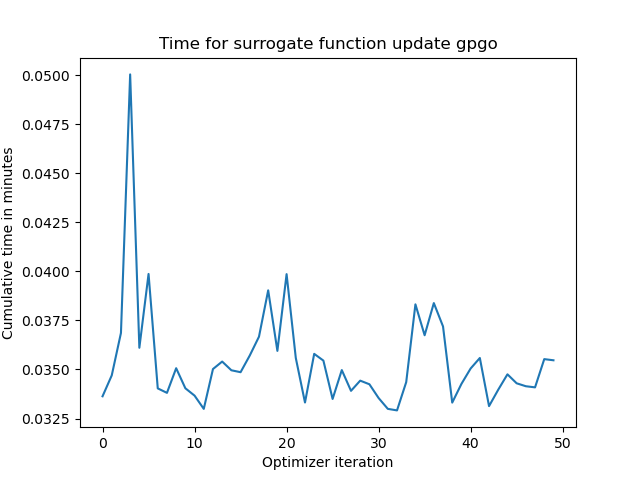 Time for surrogate function update gpgo
Cumulative time in minutes
0.0500
0.0475
0.0450
0.0425
0.0400
0.0375
0.0350
0.0325
0 10 20 30 40 50
Optimizer iteration